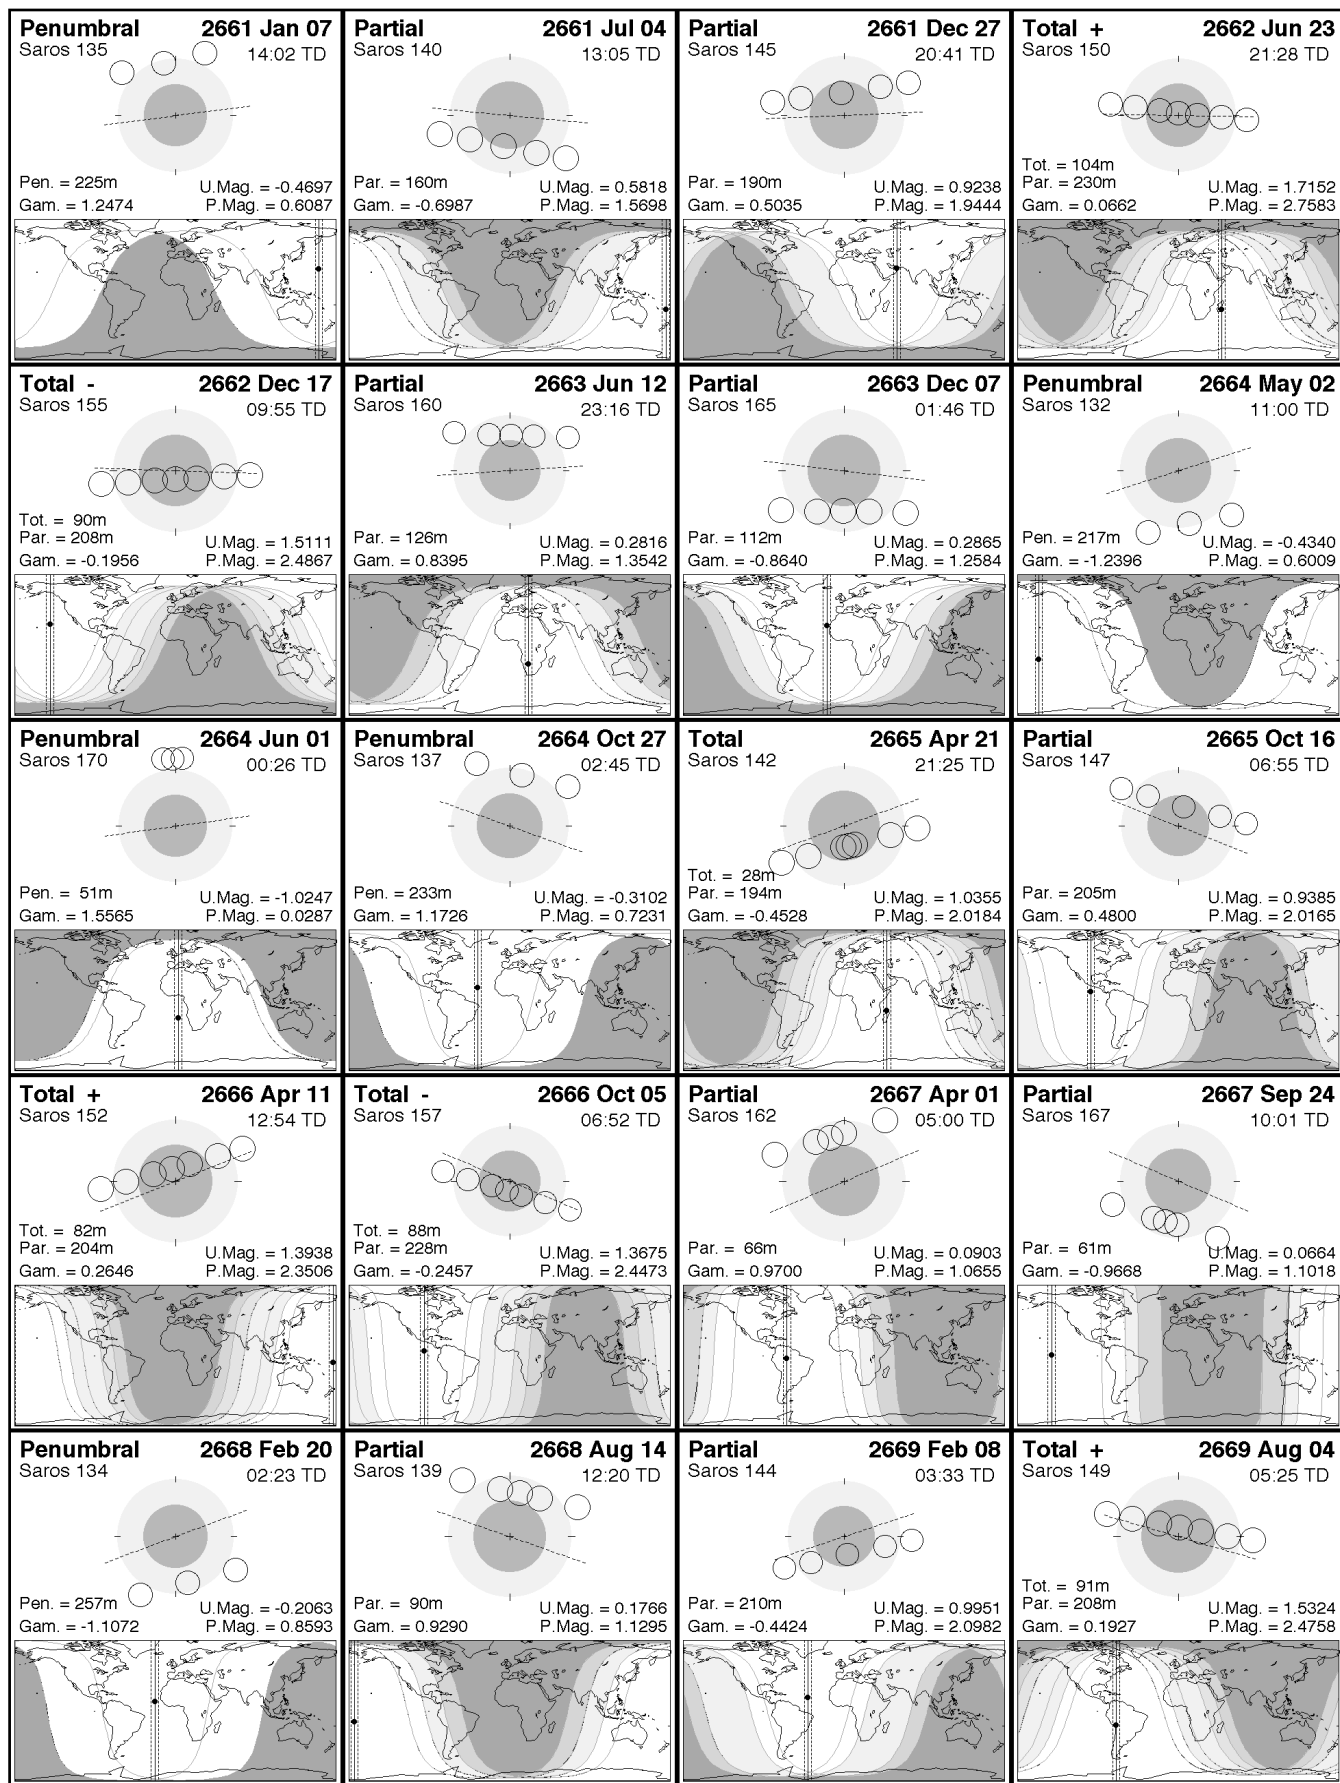 Penumbral 2661 Jan 07
Saros 135 14:02 TD
Pen. = 225m U.Mag. = -0.4697
Gam. = 1.2474 P.Mag. = 0.6087
Partial 2661 Jul 04
Saros 140 13:05 TD
Par. = 160m U.Mag. = 0.5818
Gam. = -0.6987 P.Mag. = 1.5698
Partial 2661 Dec 27
Saros 145 20:41 TD
Par. = 190m U.Mag. = 0.9238
Gam. = 0.5035 P.Mag. = 1.9444
Total + 2662 Jun 23
Saros 150 21:28 TD
Tot. = 104m
Par. = 230m U.Mag. = 1.7152
Gam. = 0.0662 P.Mag. = 2.7583
Total - 2662 Dec 17
Saros 155 09:55 TD
Tot. = 90m
Par. = 208m U.Mag. = 1.5111
Gam. = -0.1956 P.Mag. = 2.4867
Partial 2663 Jun 12
Saros 160 23:16 TD
Par. = 126m U.Mag. = 0.2816
Gam. = 0.8395 P.Mag. = 1.3542
Partial 2663 Dec 07
Saros 165 01:46 TD
Par. = 112m U.Mag. = 0.2865
Gam. = -0.8640 P.Mag. = 1.2584
Penumbral 2664 May 02
Saros 132 11:00 TD
Pen. = 217m U.Mag. = -0.4340
Gam. = -1.2396 P.Mag. = 0.6009
Penumbral 2664 Jun 01
Saros 170 00:26 TD
Pen. = 51m U.Mag. = -1.0247
Gam. = 1.5565 P.Mag. = 0.0287
Penumbral 2664 Oct 27
Saros 137 02:45 TD
Pen. = 233m U.Mag. = -0.3102
Gam. = 1.1726 P.Mag. = 0.7231
Total 2665 Apr 21
Saros 142 21:25 TD
Tot. = 28m
Par. = 194m U.Mag. = 1.0355
Gam. = -0.4528 P.Mag. = 2.0184
Partial 2665 Oct 16
Saros 147 06:55 TD
Par. = 205m U.Mag. = 0.9385
Gam. = 0.4800 P.Mag. = 2.0165
Total + 2666 Apr 11
Saros 152 12:54 TD
Tot. = 82m
Par. = 204m U.Mag. = 1.3938
Gam. = 0.2646 P.Mag. = 2.3506
Total - 2666 Oct 05
Saros 157 06:52 TD
Tot. = 88m
Par. = 228m U.Mag. = 1.3675
Gam. = -0.2457 P.Mag. = 2.4473
Partial 2667 Apr 01
Saros 162 05:00 TD
Par. = 66m U.Mag. = 0.0903
Gam. = 0.9700 P.Mag. = 1.0655
Partial 2667 Sep 24
Saros 167 10:01 TD
Par. = 61m U.Mag. = 0.0664
Gam. = -0.9668 P.Mag. = 1.1018
Penumbral 2668 Feb 20
Saros 134 02:23 TD
Pen. = 257m U.Mag. = -0.2063
Gam. = -1.1072 P.Mag. = 0.8593
Partial 2668 Aug 14
Saros 139 12:20 TD
Par. = 90m U.Mag. = 0.1766
Gam. = 0.9290 P.Mag. = 1.1295
Partial 2669 Feb 08
Saros 144 03:33 TD
Par. = 210m U.Mag. = 0.9951
Gam. = -0.4424 P.Mag. = 2.0982
Total + 2669 Aug 04
Saros 149 05:25 TD
Tot. = 91m
Par. = 208m U.Mag. = 1.5324
Gam. = 0.1927 P.Mag. = 2.4758